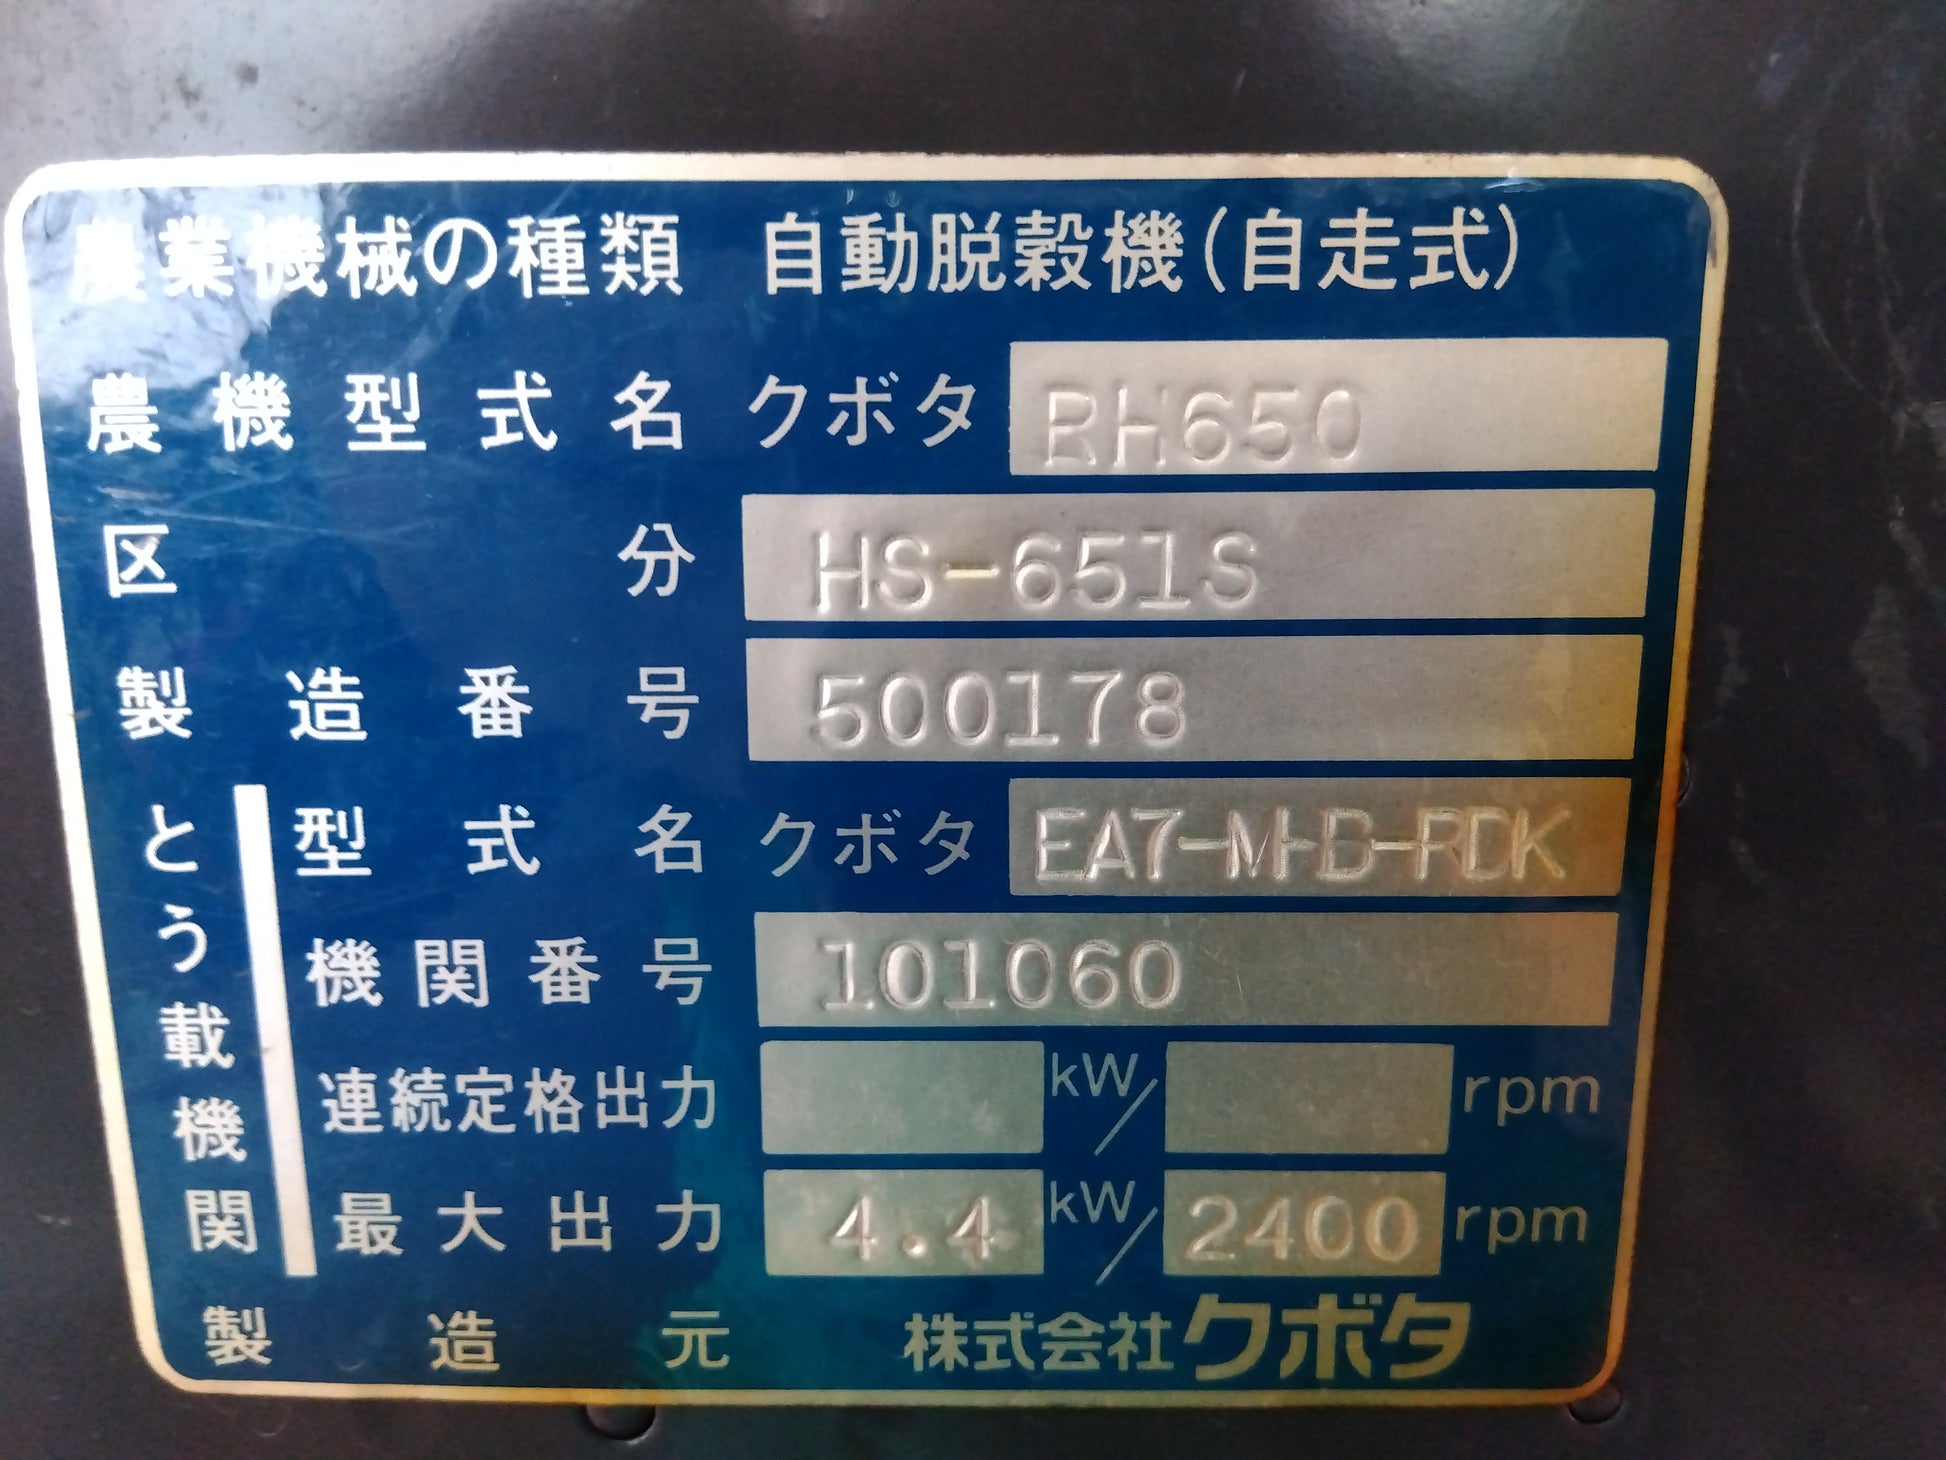 農業機械の種類 自動脱穀機(自走式)
農機型式名 クボタ RH650
区分 HS-651S
製造番号 500178
とう載機関
型式名 クボタ EA7-M-D-RDK
機関番号 101060
連続定格出力 kW/ rpm
最大出力 4.4 kW/ 2400 rpm
製造元 株式会社クボタ